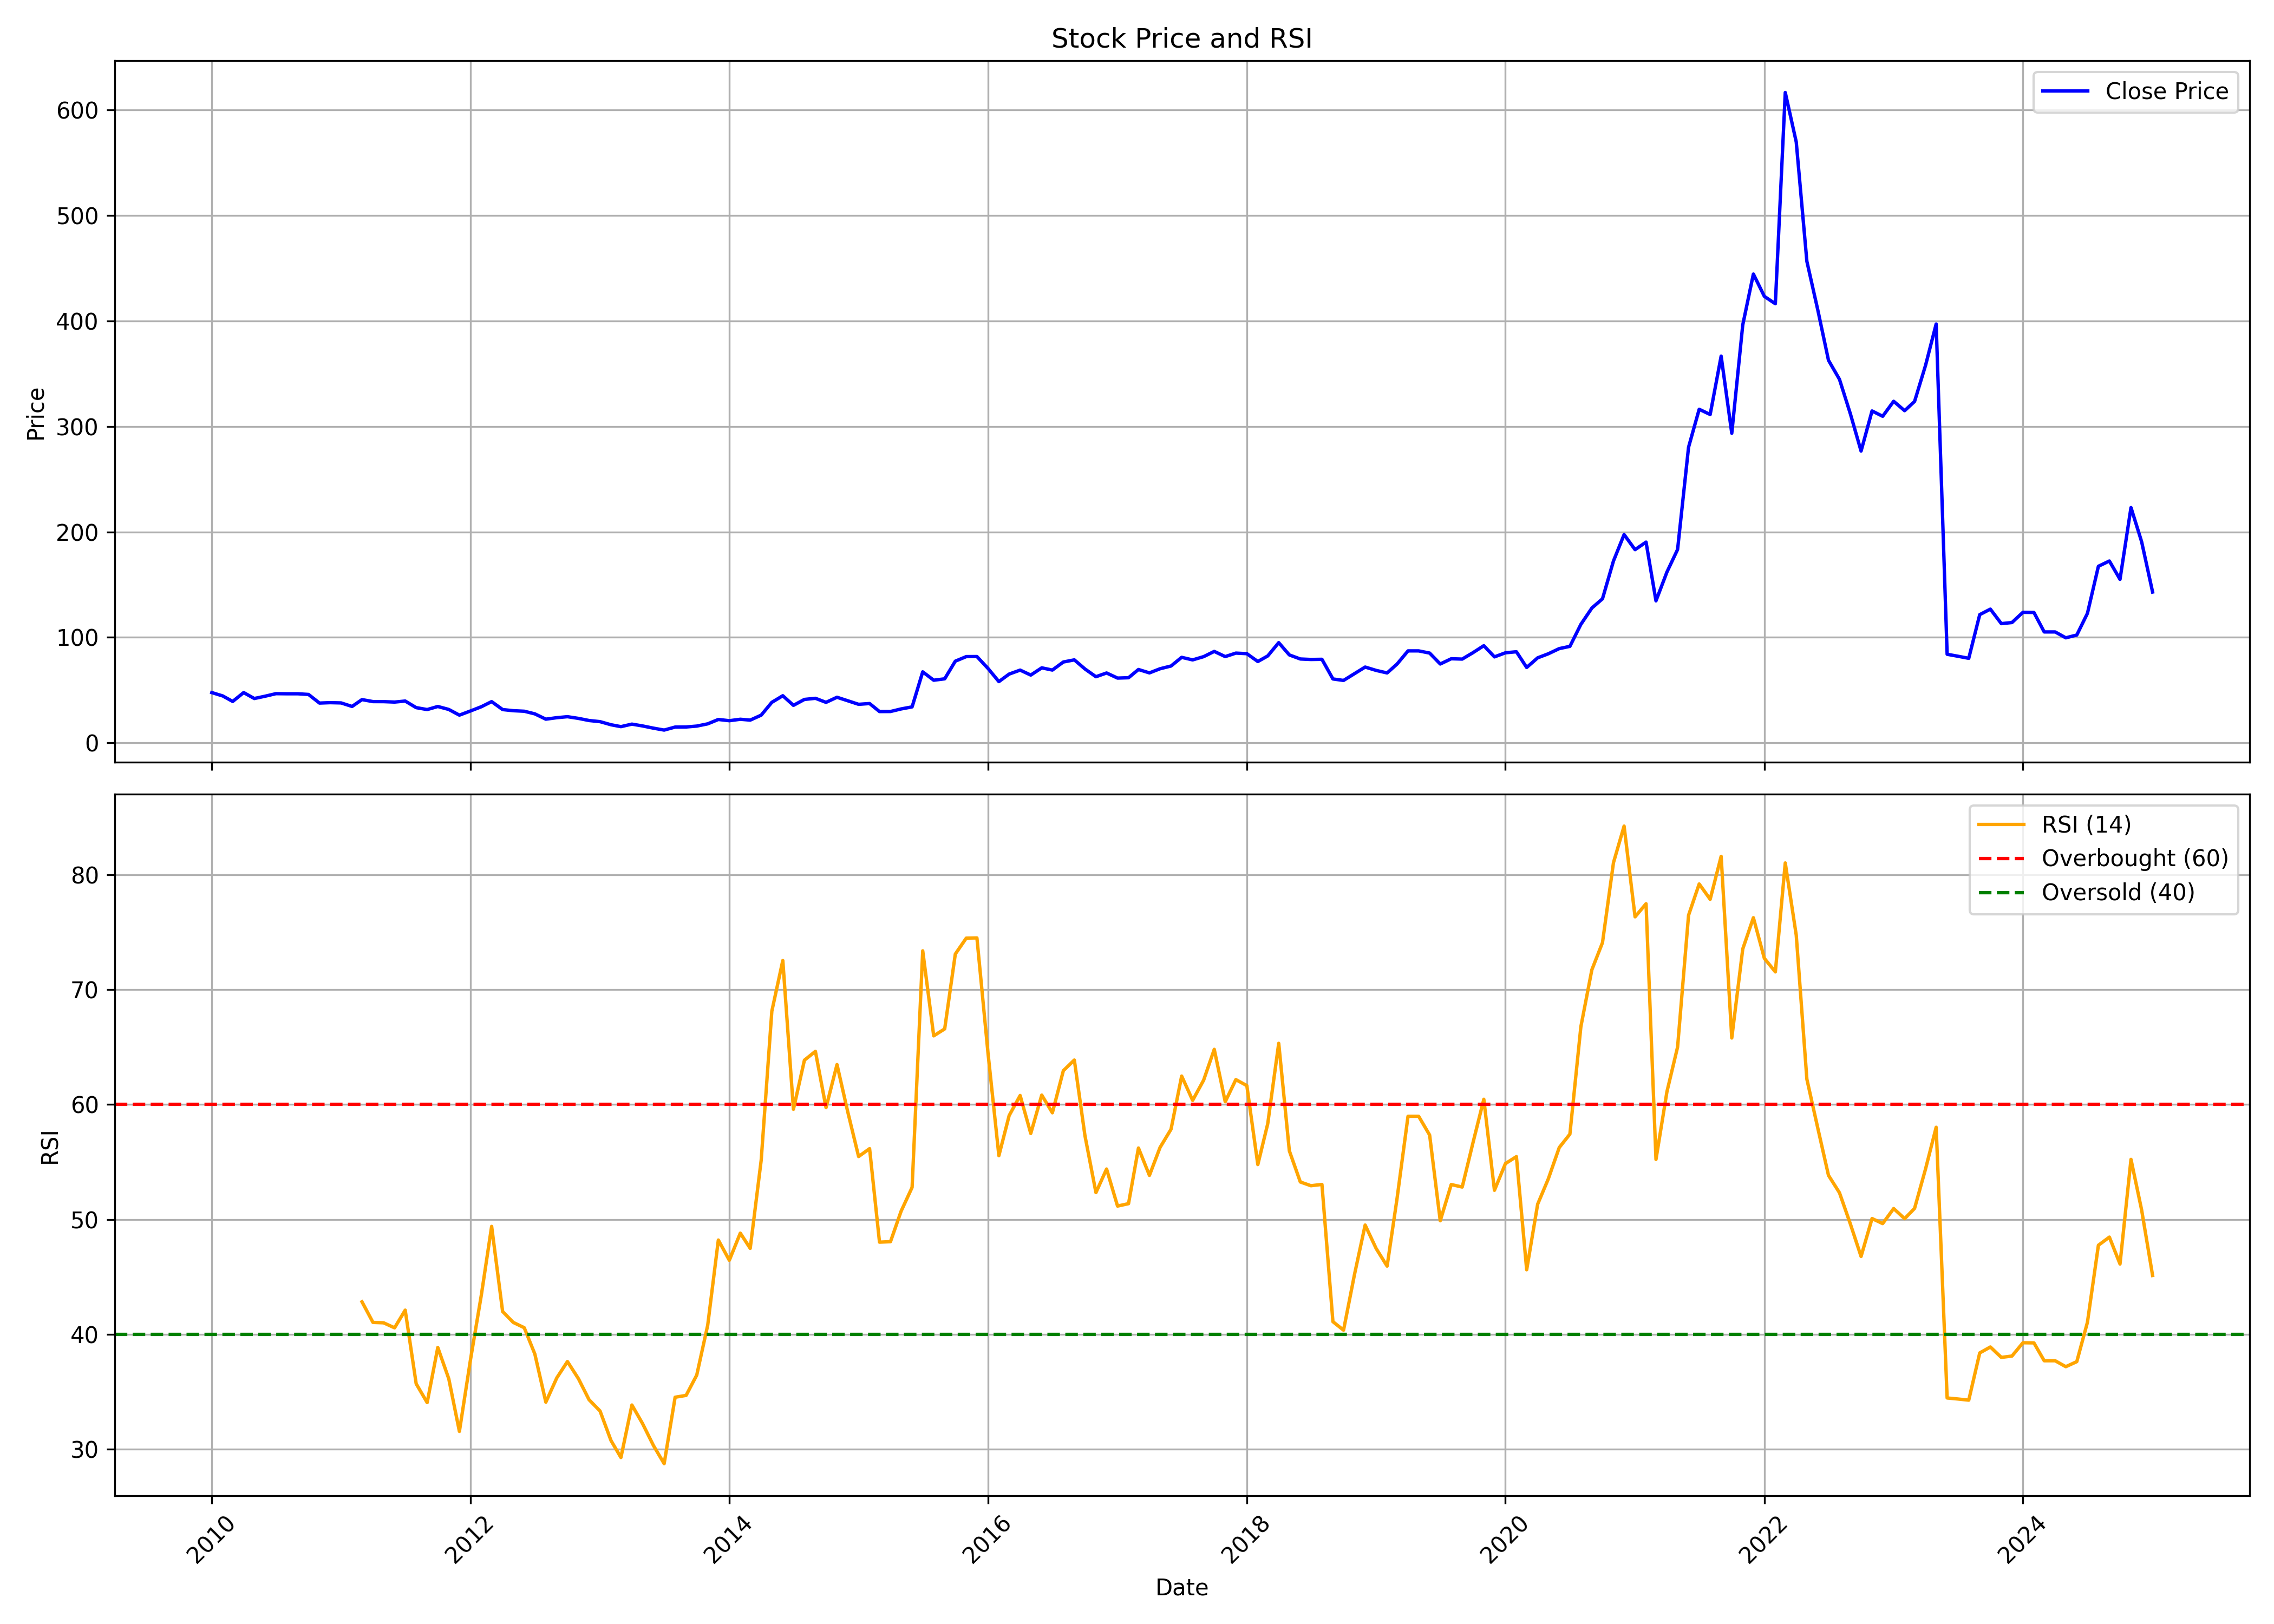 Stock Price and RSI
Close Price
600
500
400
300
200
100
0
Price
RSI (14)
Overbought (60)
Oversold (40)
80
70
60
50
40
30
RSI
2010
2012
2014
2016
2018
2020
2022
2024
Date